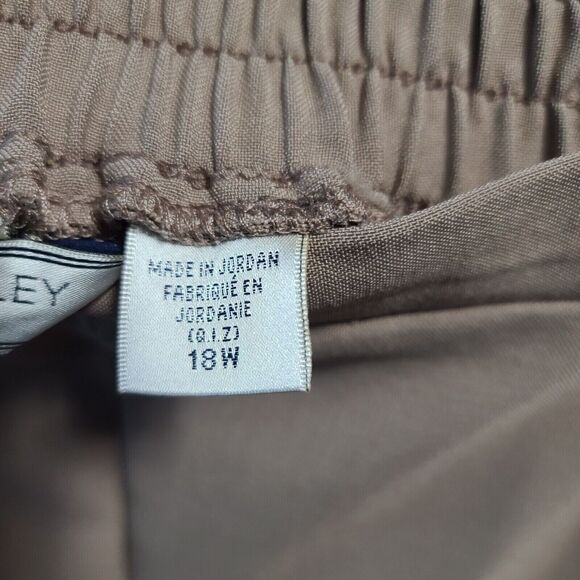 LEY
MADE IN JORDAN
FABRIQUÉ EN
JORDANIE
(Q.I.Z)
18W